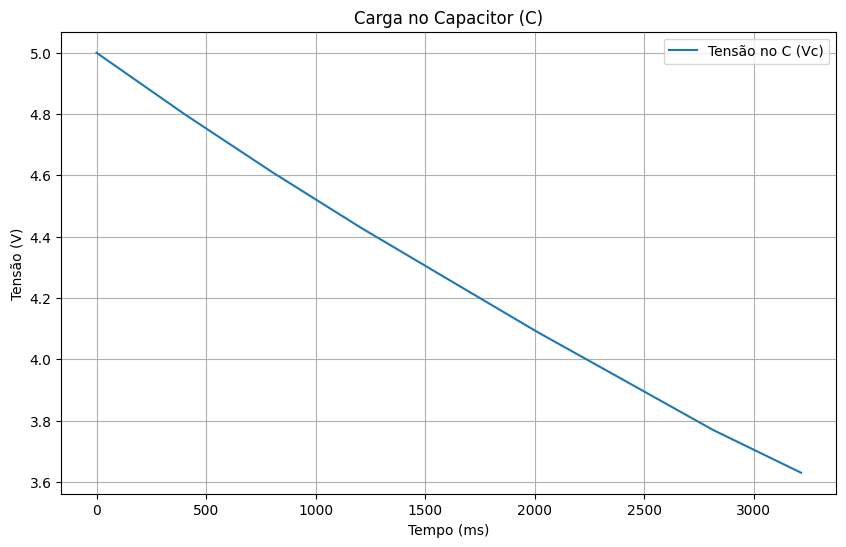 Carga no Capacitor (C)
Tensão no C (Vc)
5.0
4.8
4.6
4.4
4.2
4.0
3.8
3.6
Tensão (V)
0 500 1000 1500 2000 2500 3000
Tempo (ms)